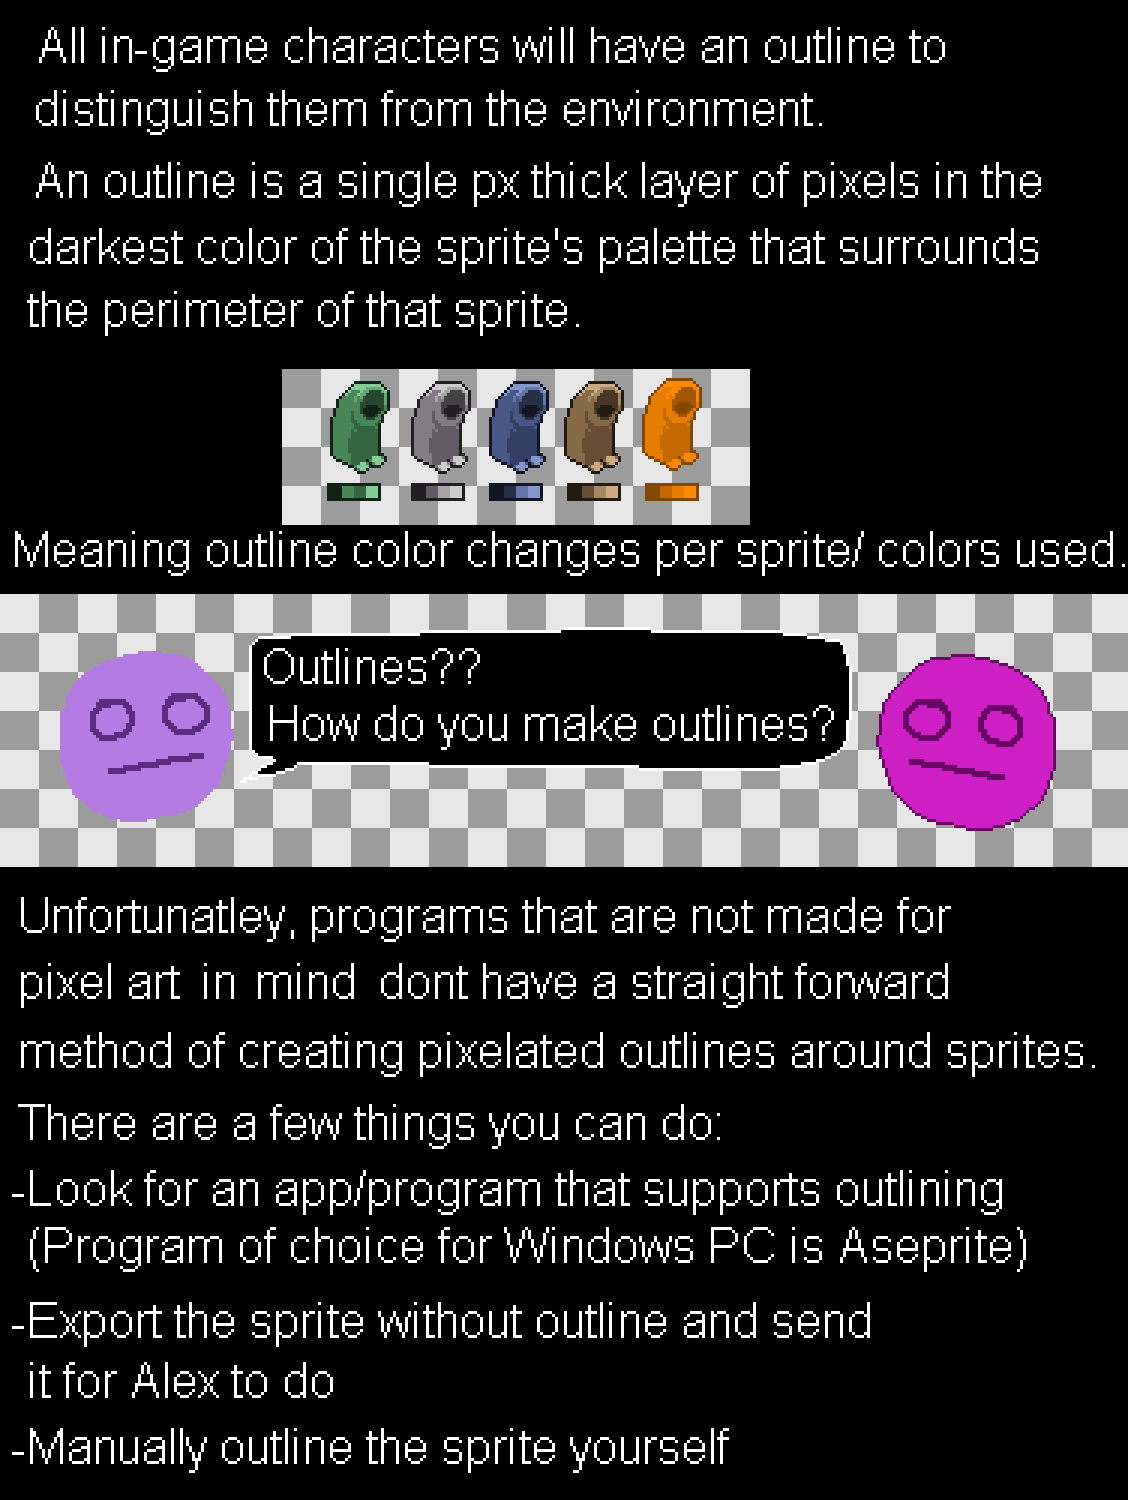 All in-game characters will have an outline to
distinguish them from the environment.
An outline is a single px thick layer of pixels in the
darkest color of the sprite's palette that surrounds
the perimeter of that sprite.
Meaning outline color changes per sprite/ colors used.
Outlines??
How do you make outlines?
Unfortunatley, programs that are not made for
pixel art in mind dont have a straight forward
method of creating pixelated outlines around sprites.
There are a few things you can do:
-Look for an app/program that supports outlining
(Program of choice for Windows PC is Aseprite)
-Export the sprite without outline and send
it for Alex to do
-Manually outline the sprite yourself